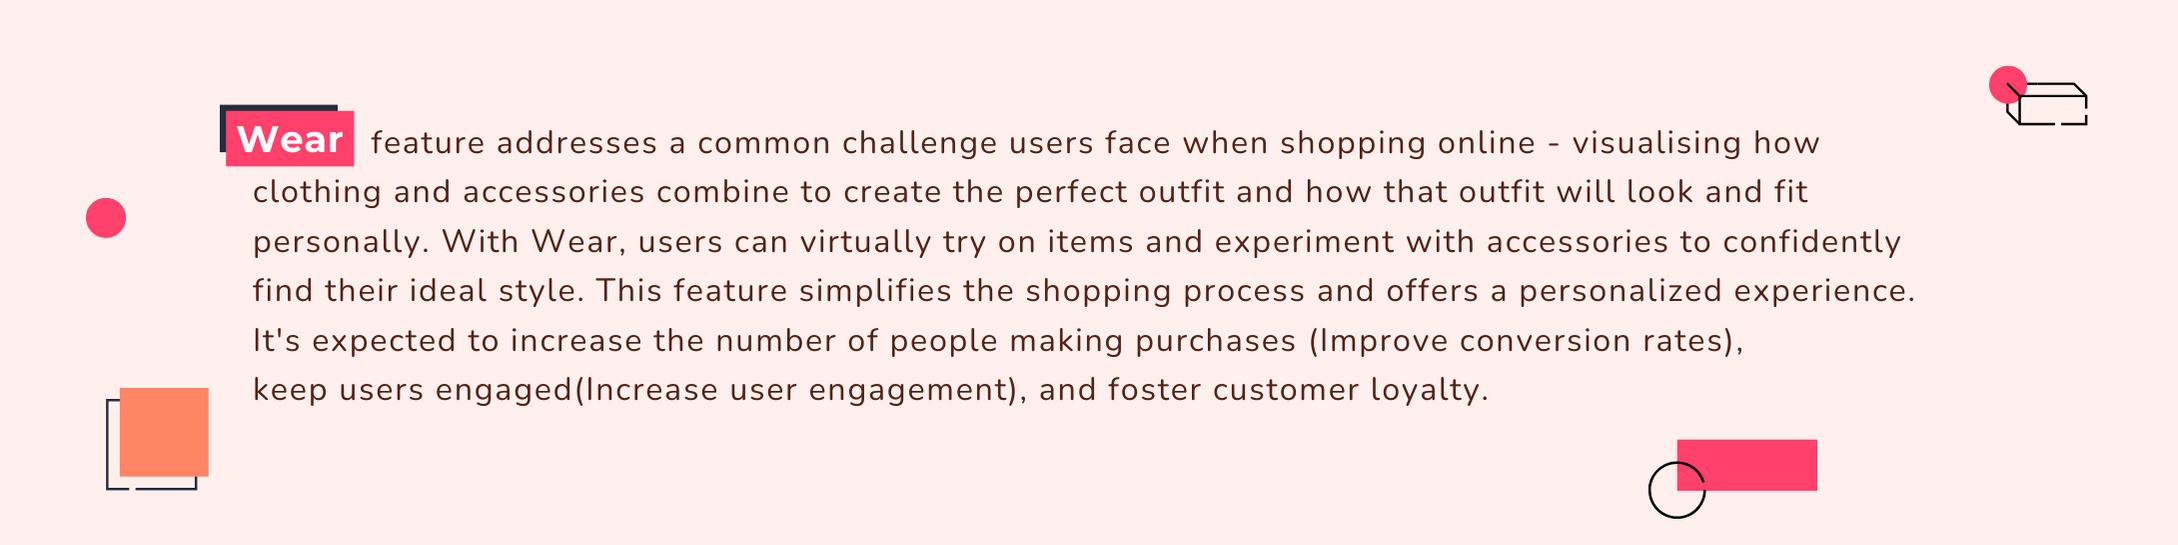 Wear feature addresses a common challenge users face when shopping online - visualising how
clothing and accessories combine to create the perfect outfit and how that outfit will look and fit
personally. With Wear, users can virtually try on items and experiment with accessories to confidently
find their ideal style. This feature simplifies the shopping process and offers a personalized experience.
It's expected to increase the number of people making purchases (Improve conversion rates),
keep users engaged(Increase user engagement), and foster customer loyalty.